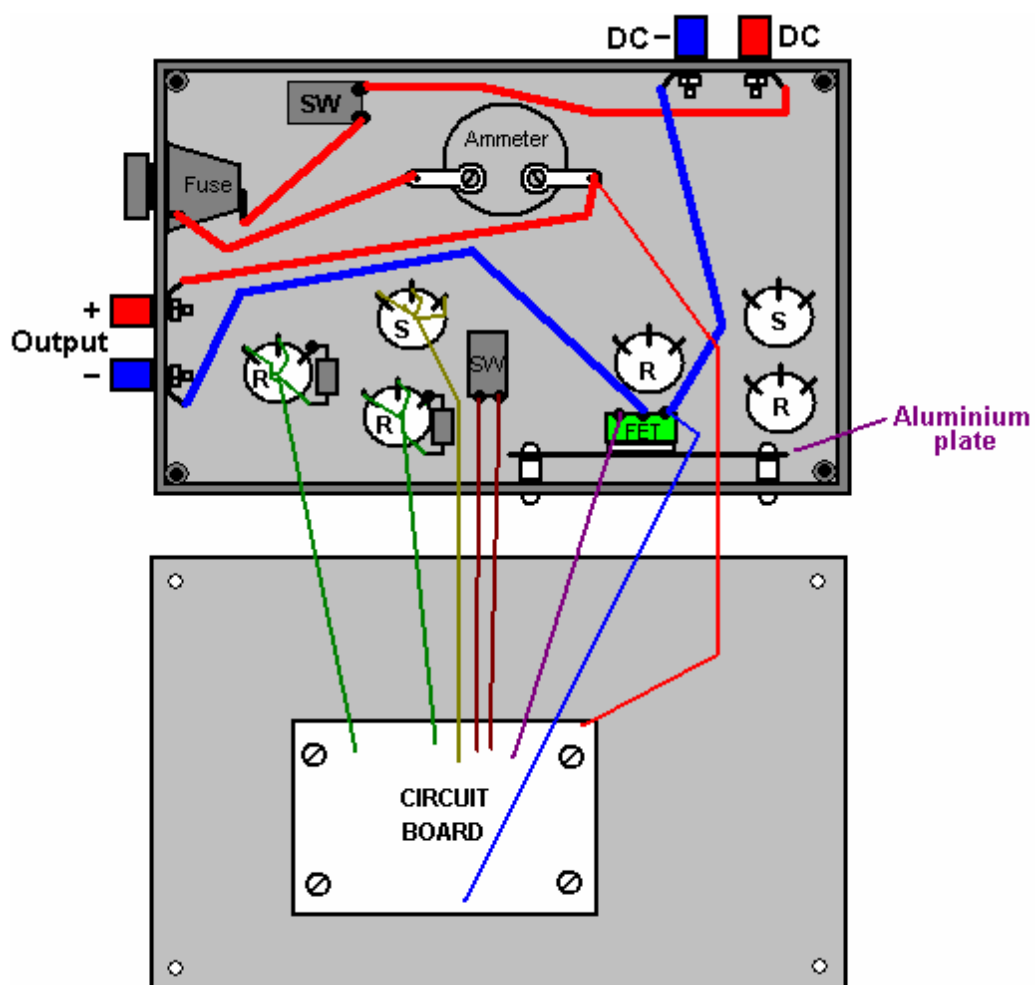 DC - DC
SW
Ammeter
Fuse
+
Output
-
S
S
SW
R
R
R
R
FET
Aluminium
plate
CIRCUIT
BOARD